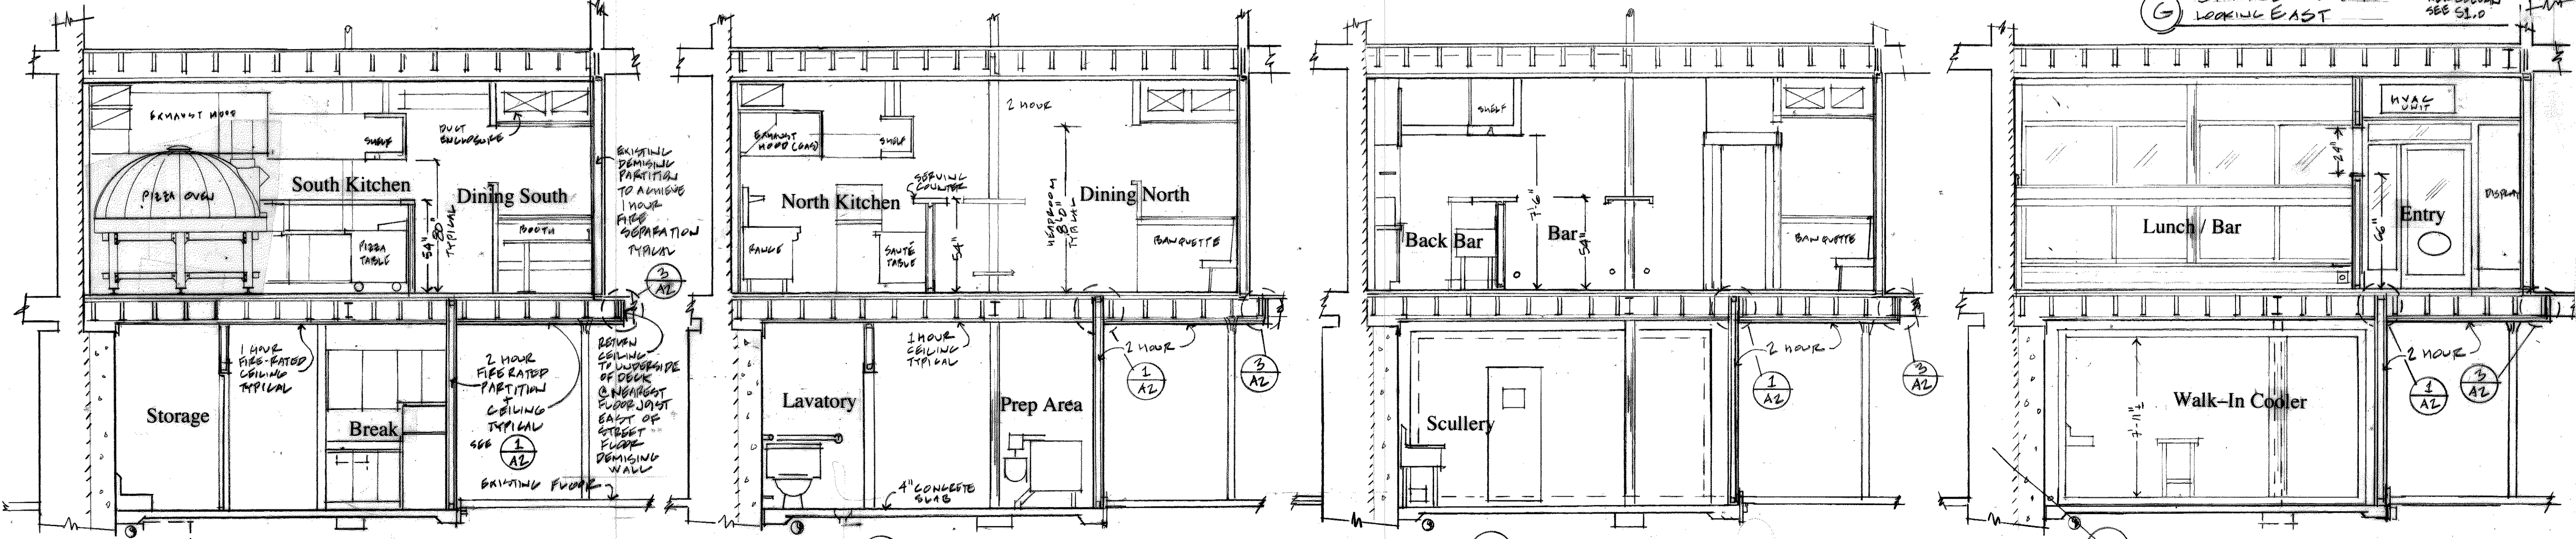 G
LOOKING EAST
SEE S1.0
EXHAUST HOOD
SHELF
DUCT
ENCLOSURE
PIZZA OVEN
South Kitchen
Dining South
PIZZA
TABLE
54"
80"
TYPICAL
BOOTH
EXISTING
DEMISING
PARTITION
TO ACHIEVE
1 HOUR
FIRE
SEPARATION
TYPICAL
3
A2
1 HOUR
FIRE-RATED
CEILING
TYPICAL
Storage
Break
2 HOUR
FIRE RATED
PARTITION
+
CEILING
TYPICAL
SEE
1
A2
RETURN
CEILING
TO UNDERSIDE
OF DECK
@ NEAREST
FLOOR JOIST
EAST OF
STREET
FLOOR
DEMISING
WALL
EXISTING FLOOR
EXHAUST
HOOD (GAS)
SHELF
2 HOUR
North Kitchen
SERVING
COUNTER
HEADROOM
8'0"
TYPICAL
Dining North
RANGE
SAUTÉ
TABLE
54"
BANQUETTE
1 HOUR
CEILING
TYPICAL
2 HOUR
1
A2
3
A2
Lavatory
Prep Area
4" CONCRETE
SLAB
SHELF
7'-6"
Back Bar
Bar
54"
BANQUETTE
2 HOUR
1
A2
3
A2
Scullery
HVAC
UNIT
24"
DISPLAY
Lunch / Bar
66"
Entry
2 HOUR
1
A2
3
A2
7'-11"±
Walk-In Cooler